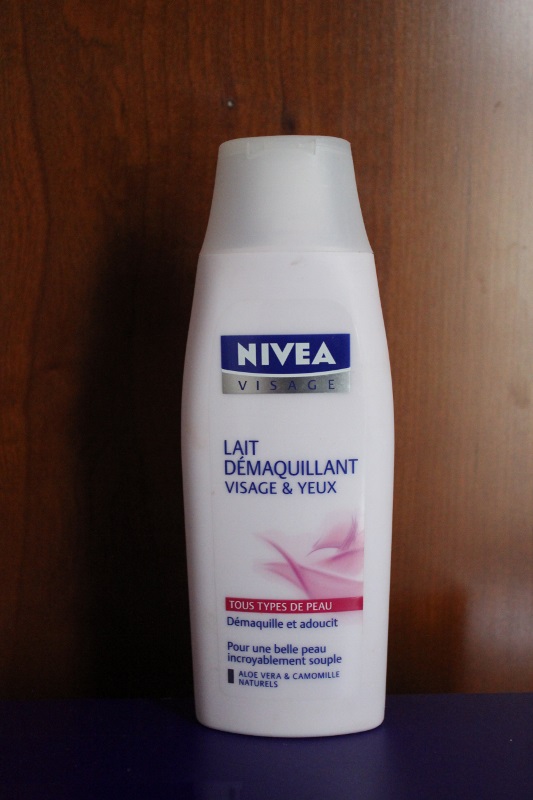 NIVEA
VISAGE
LAIT
DÉMAQUILLANT
VISAGE & YEUX
TOUS TYPES DE PEAU
Démaquille et adoucit
Pour une belle peau
incroyablement souple
ALOE VERA & CAMOMILLE
NATURELS